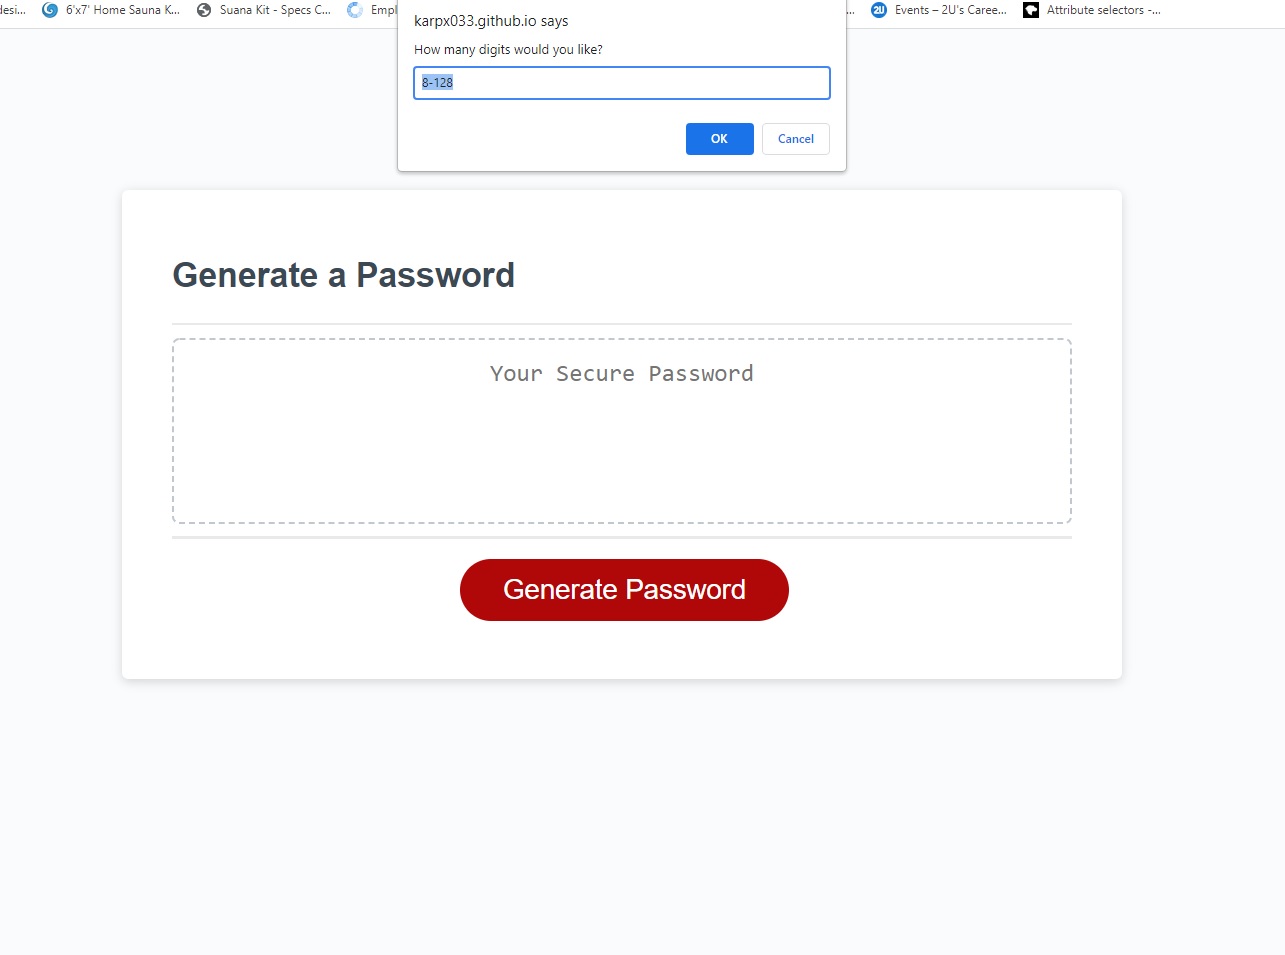 desi... 6'x7' Home Sauna K... Suana Kit - Specs C... Empl ... 2U Events – 2U's Caree... Attribute selectors -...
karpx033.github.io says
How many digits would you like?
8-128
OK Cancel
Generate a Password
Your Secure Password
Generate Password